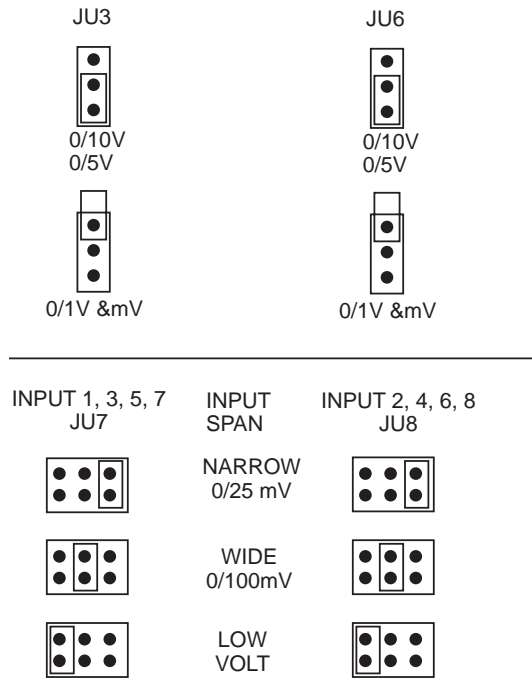 JU3
JU6
0/10V
0/5V
0/10V
0/5V
0/1V &mV
0/1V &mV
INPUT 1, 3, 5, 7
JU7
INPUT
SPAN
INPUT 2, 4, 6, 8
JU8
NARROW
0/25 mV
WIDE
0/100mV
LOW
VOLT